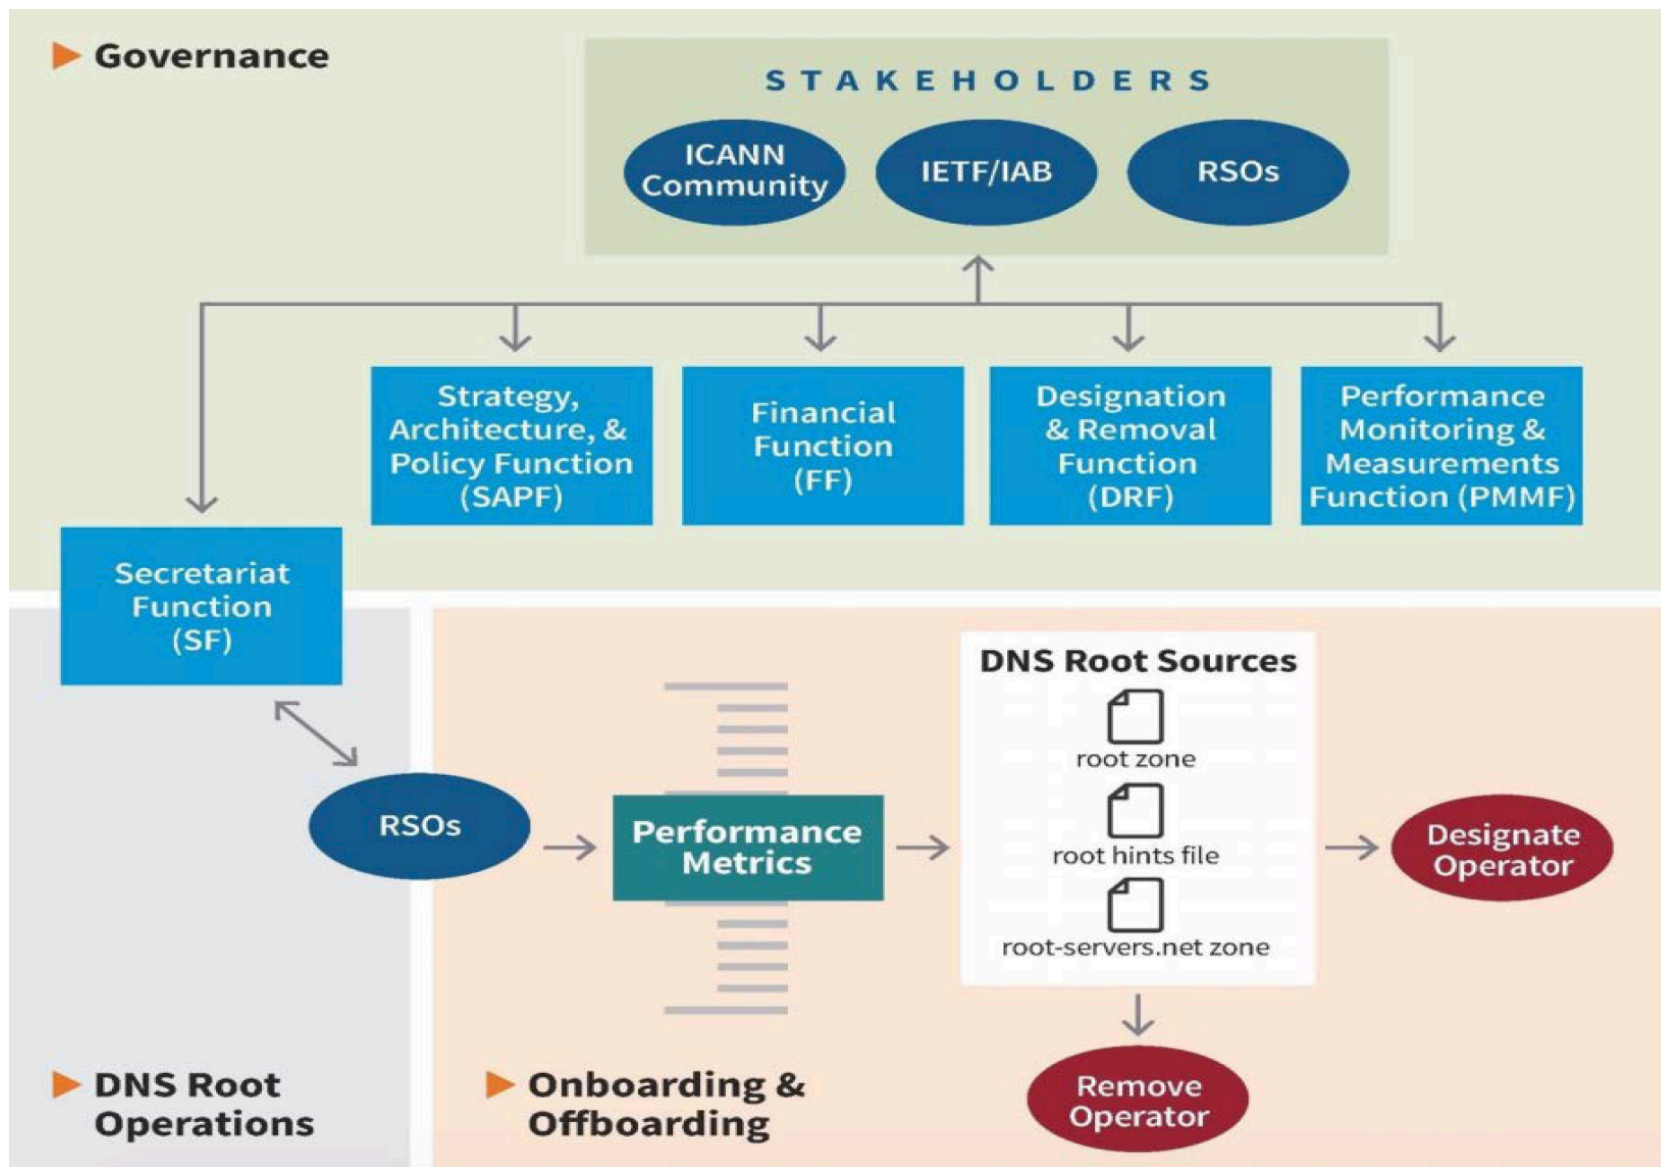 Governance
STAKEHOLDERS
ICANN
Community
IETF/IAB
RSOs
Strategy,
Architecture, &
Policy Function
(SAPF)
Financial
Function
(FF)
Designation
& Removal
Function
(DRF)
Performance
Monitoring &
Measurements
Function (PMMF)
Secretariat
Function
(SF)
RSOs
Performance
Metrics
DNS Root Sources
root zone
root hints file
root-servers.net zone
Designate
Operator
Remove
Operator
DNS Root
Operations
Onboarding &
Offboarding